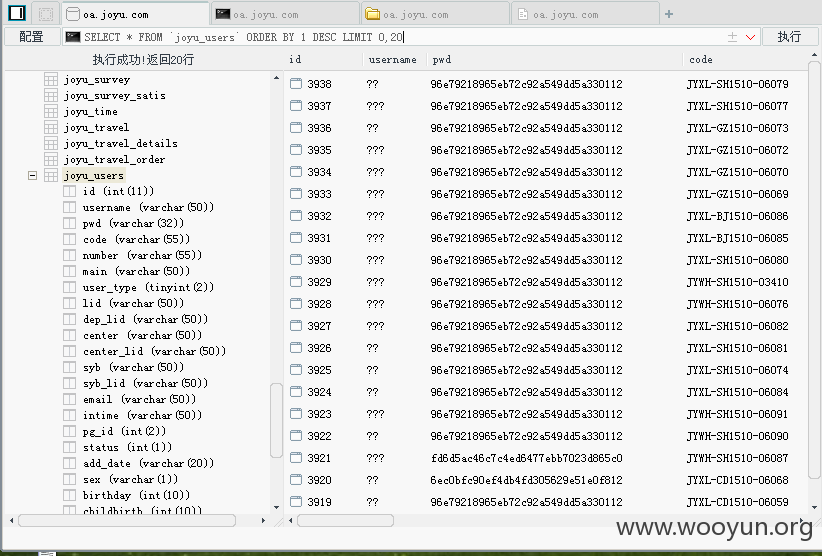 oa.joyu.com
oa.joyu.com
oa.joyu.com
oa.joyu.com
配置
SELECT * FROM `joyu_users` ORDER BY 1 DESC LIMIT 0,20
执行
执行成功!返回20行
joyu_survey
joyu_survey_satis
joyu_time
joyu_travel
joyu_travel_details
joyu_travel_order
joyu_users
id (int(11))
username (varchar(50))
pwd (varchar(32))
code (varchar(55))
number (varchar(55))
main (varchar(50))
user_type (tinyint(2))
lid (varchar(50))
dep_lid (varchar(50))
center (varchar(50))
center_lid (varchar(50))
syb (varchar(50))
syb_lid (varchar(50))
email (varchar(50))
intime (varchar(50))
pg_id (int(2))
status (int(1))
add_date (varchar(20))
sex (varchar(1))
birthday (int(10))
childbirth (int(10))
id username pwd code
3938 ?? 96e79218965eb72c92a549dd5a330112 JYXL-SH1510-06079
3937 ??? 96e79218965eb72c92a549dd5a330112 JYXL-SH1510-06077
3936 ?? 96e79218965eb72c92a549dd5a330112 JYXL-GZ1510-06073
3935 ??? 96e79218965eb72c92a549dd5a330112 JYXL-GZ1510-06072
3934 ??? 96e79218965eb72c92a549dd5a330112 JYXL-GZ1510-06070
3933 ??? 96e79218965eb72c92a549dd5a330112 JYXL-GZ1510-06069
3932 ??? 96e79218965eb72c92a549dd5a330112 JYXL-BJ1510-06086
3931 ??? 96e79218965eb72c92a549dd5a330112 JYXL-BJ1510-06085
3930 ??? 96e79218965eb72c92a549dd5a330112 JYXL-SH1510-06080
3929 ??? 96e79218965eb72c92a549dd5a330112 JYWH-SH1510-03410
3928 ??? 96e79218965eb72c92a549dd5a330112 JYWH-SH1510-06076
3927 ??? 96e79218965eb72c92a549dd5a330112 JYXL-SH1510-06082
3926 ?? 96e79218965eb72c92a549dd5a330112 JYXL-SH1510-06081
3925 ?? 96e79218965eb72c92a549dd5a330112 JYXL-SH1510-06074
3924 ?? 96e79218965eb72c92a549dd5a330112 JYXL-SH1510-06084
3923 ??? 96e79218965eb72c92a549dd5a330112 JYWH-SH1510-06091
3922 ?? 96e79218965eb72c92a549dd5a330112 JYWH-SH1510-06090
3921 ??? fd6d5ac46c7c4ed6477ebb7023d865c0 JYWH-SH1510-06087
3920 ?? 6ec0bfc90ef4db4fd305629e51e0f812 JYXL-CD1510-06068
3919 ?? 96e79218965eb72c92a549dd5a330112 JYXL-CD1510-06059
www.wooyun.org